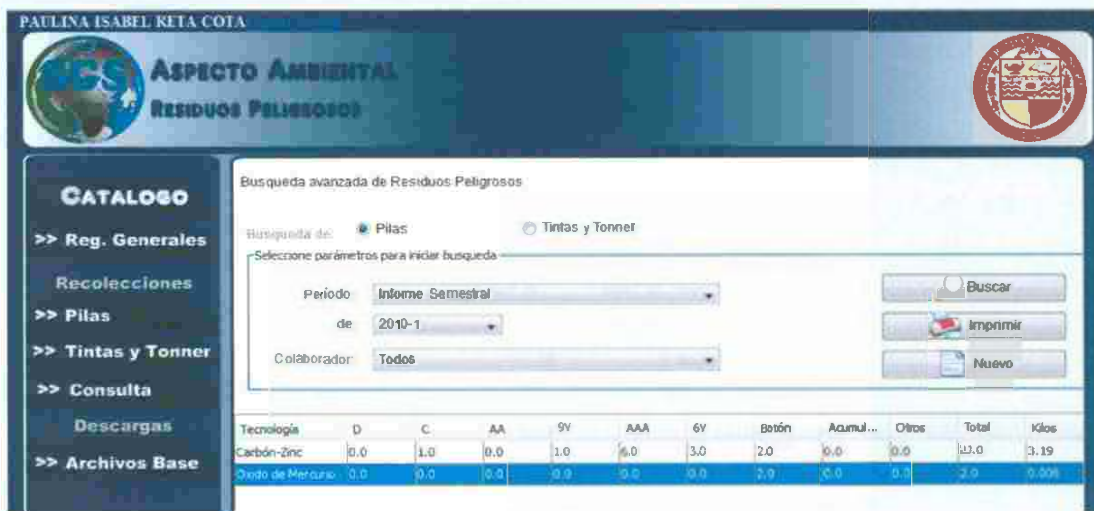 PAULINA ISABEL RETA COTA
ASPECTO AMBIENTAL
RESIDUOS PELIGROSOS
CATALOGO
>> Reg. Generales
Recolecciones
>> Pilas
>> Tintas y Tonner
>> Consulta
Descargas
>> Archivos Base
Busqueda avanzada de Residuos Peligrosos
Busqueda de: Pilas Tintas y Tonner
Seleccione parámetros para iniciar busqueda
Período: Informe Semestral
de 2010-1
Colaborador: Todos
Buscar
Imprimir
Nuevo
Tecnología D C AA 9V AAA 6V Botón Acumul... Otros Total Kilos
Carbón-Zinc 0.0 1.0 0.0 1.0 6.0 3.0 2.0 0.0 0.0 3.19
Oxido de Mercurio 0.0 0.0 0.0 0.0 0.0 0.0 2.0 0.0 0.0 2.0